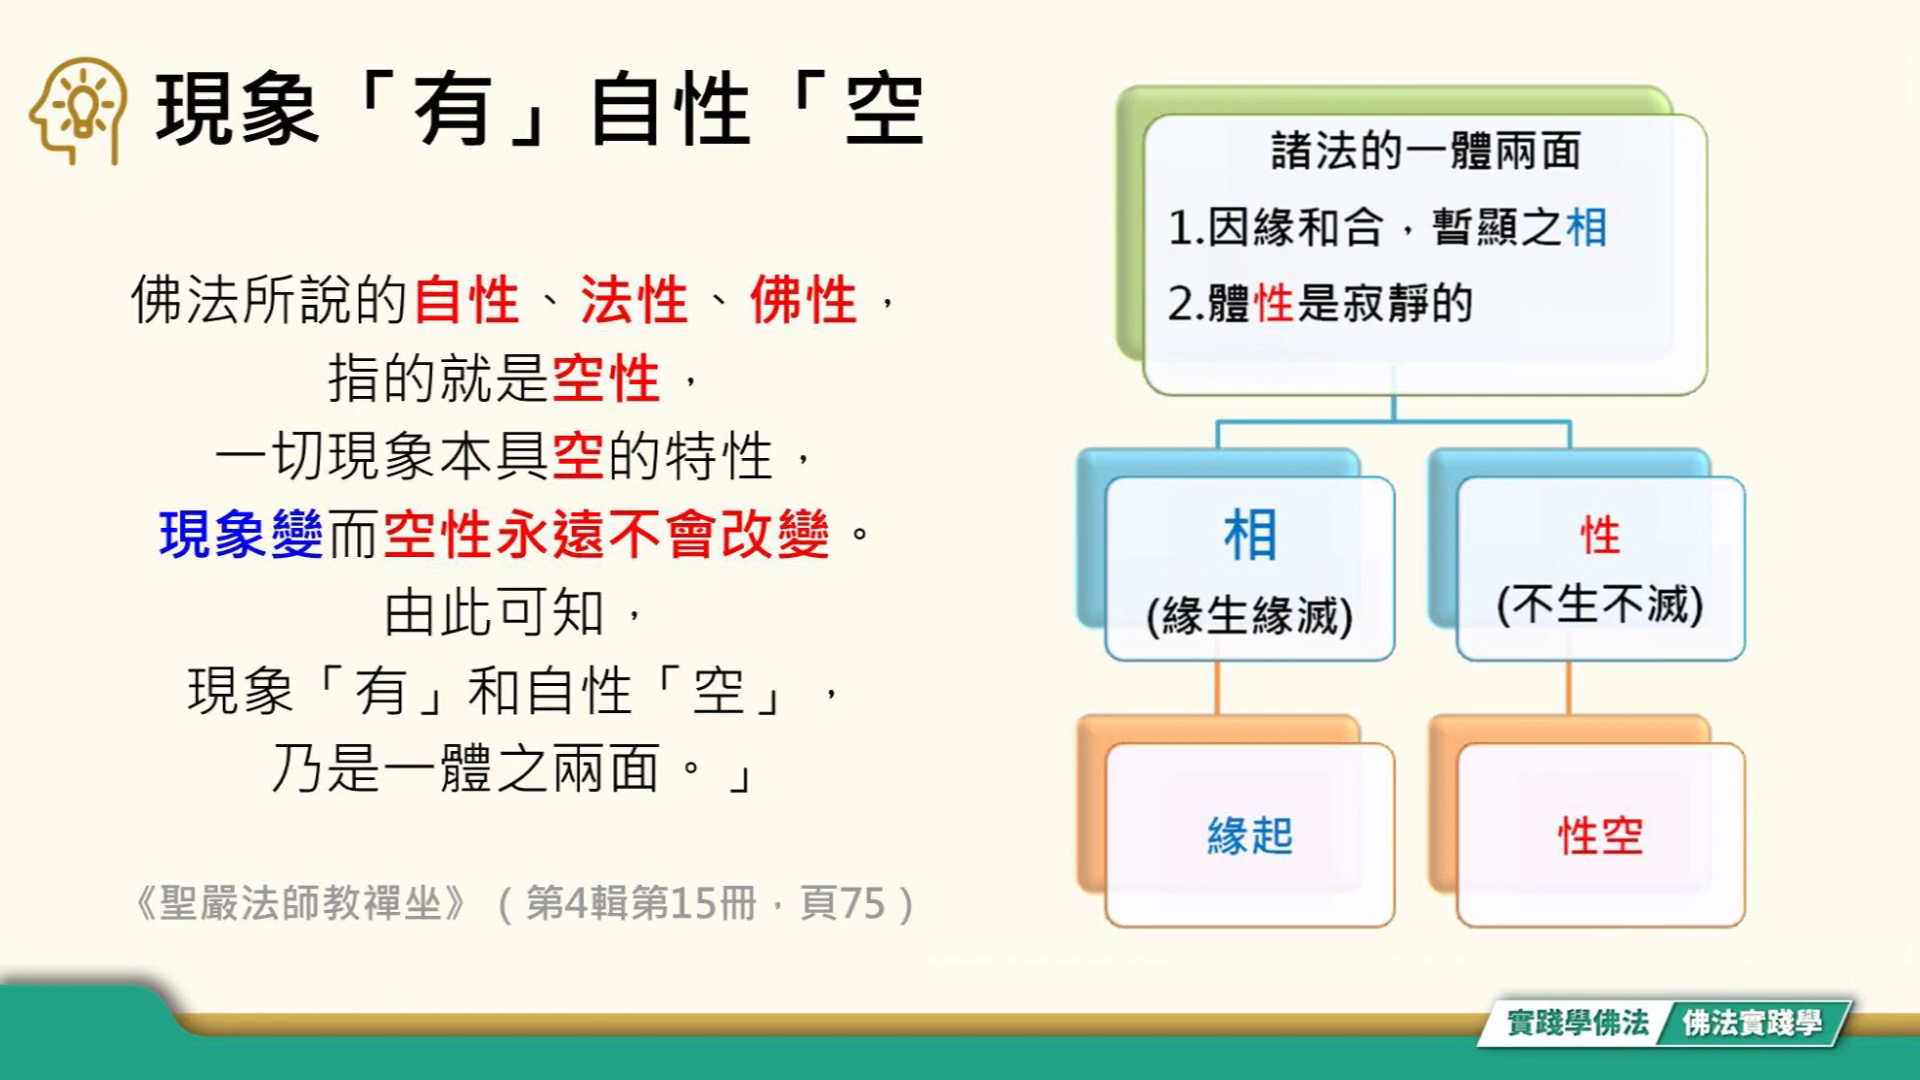 現象「有」自性「空
佛法所說的自性、法性、佛性，
指的就是空性，
一切現象本具空的特性，
現象變而空性永遠不會改變。
由此可知，
現象「有」和自性「空」，
乃是一體之兩面。」
《聖嚴法師教禪坐》（第4輯第15冊，頁75）
諸法的一體兩面
1.因緣和合，暫顯之相
2.體性是寂靜的
相
(緣生緣滅)
性
(不生不滅)
緣起
性空
實踐學佛法
佛法實踐學